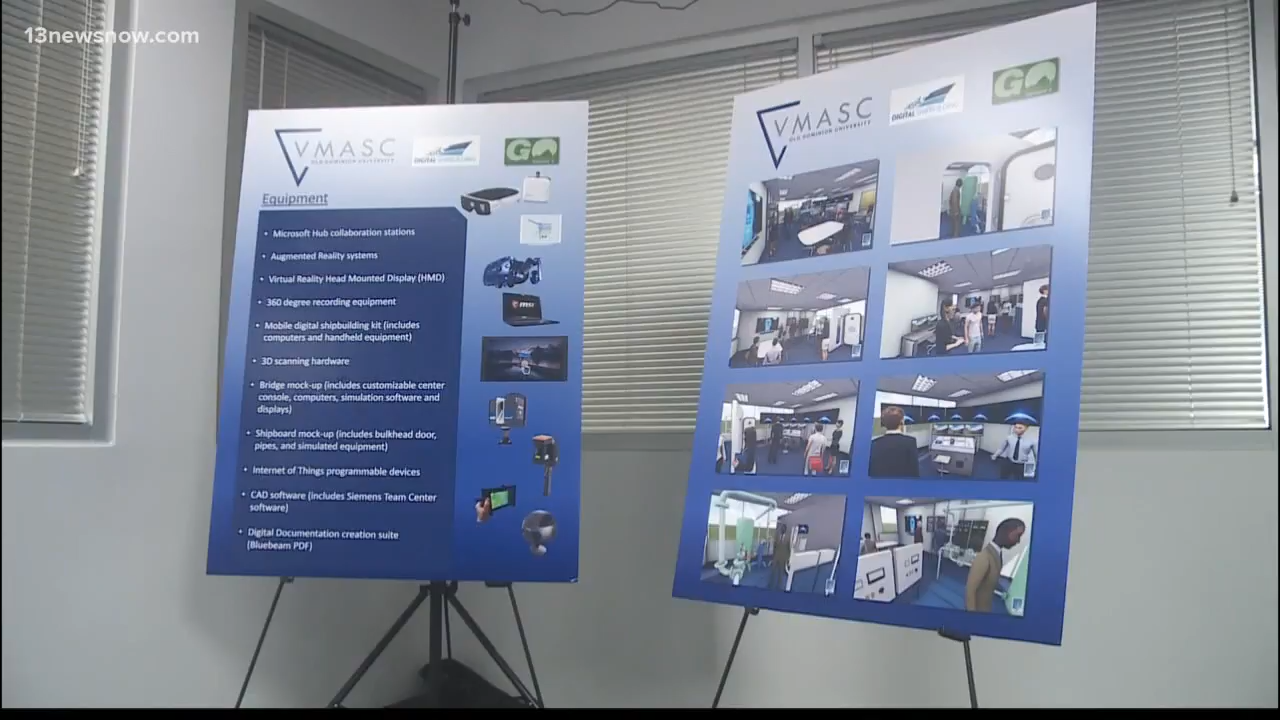 13newsnow.com
VMASC
OLD DOMINION UNIVERSITY
DIGITAL SHIPBUILDING
GO
Equipment
• Microsoft Hub collaboration stations
• Augmented Reality systems
• Virtual Reality Head Mounted Display (HMD)
• 360 degree recording equipment
• Mobile digital shipbuilding kit (includes
computers and handheld equipment)
• 3D scanning hardware
• Bridge mock-up (includes customizable center
console, computers, simulation software and
displays)
• Shipboard mock-up (includes bulkhead door,
pipes, and simulated equipment)
• Internet of Things programmable devices
• CAD software (includes Siemens Team Center
software)
• Digital Documentation creation suite
(Bluebeam PDF)
msi
VMASC
OLD DOMINION UNIVERSITY
DIGITAL SHIPBUILDING
GO